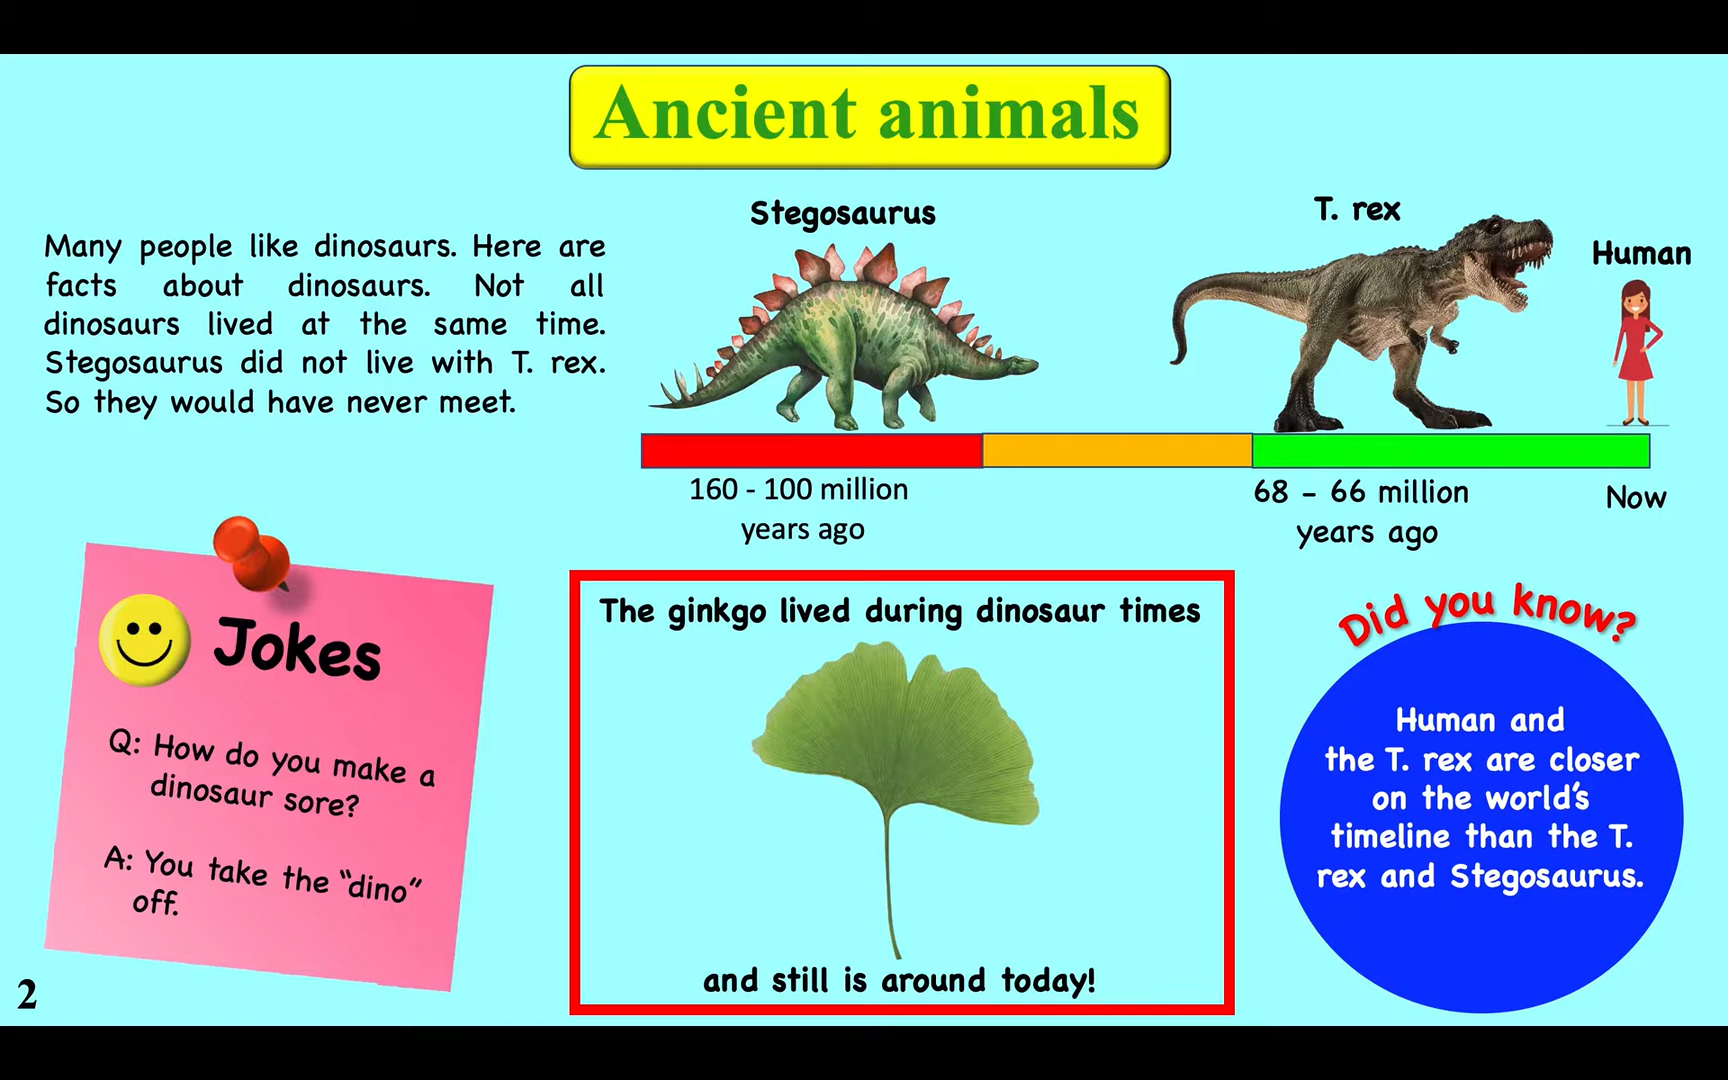 Ancient animals
Many people like dinosaurs. Here are
facts about dinosaurs. Not all
dinosaurs lived at the same time.
Stegosaurus did not live with T. rex.
So they would have never meet.
Stegosaurus
T. rex
Human
160 - 100 million
years ago
68 – 66 million
years ago
Now
Jokes
Q: How do you make a
dinosaur sore?
A: You take the “dino”
off.
The ginkgo lived during dinosaur times
and still is around today!
Did you know?
Human and
the T. rex are closer
on the world’s
timeline than the T.
rex and Stegosaurus.
2